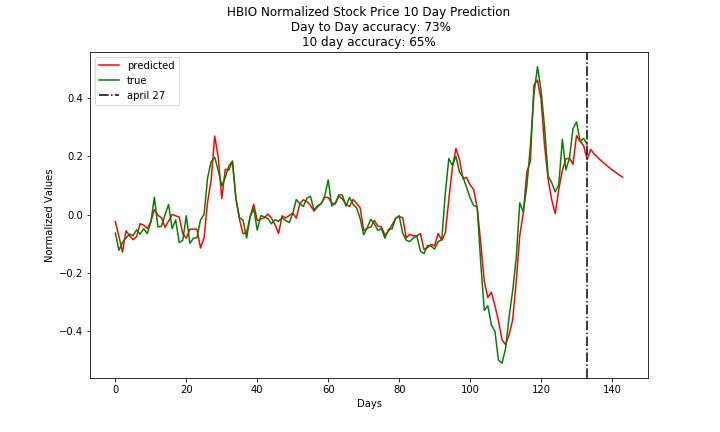 HBIO Normalized Stock Price 10 Day Prediction
Day to Day accuracy: 73%
10 day accuracy: 65%
predicted
true
april 27
Normalized Values
0.4
0.2
0.0
−0.2
−0.4
0
20
40
60
80
100
120
140
Days